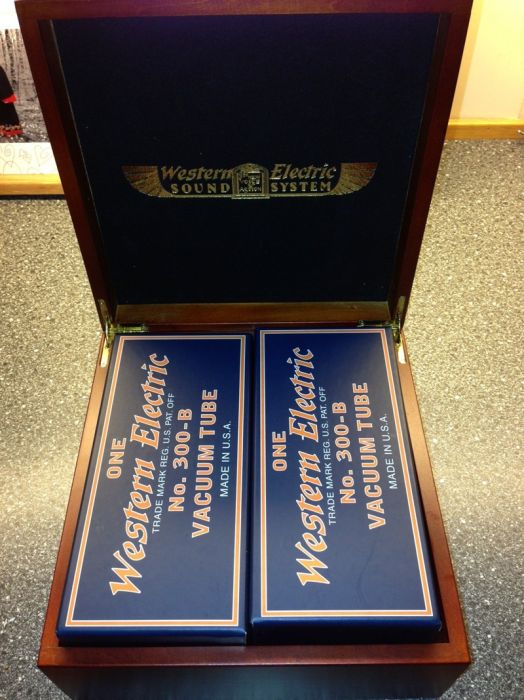 Western Electric
SOUND SYSTEM
ONE
Western Electric
TRADE MARK REG. U.S. PAT. OFF
No. 300-B
VACUUM TUBE
MADE IN U.S.A.
ONE
Western Electric
TRADE MARK REG. U.S. PAT. OFF
No. 300-B
VACUUM TUBE
MADE IN U.S.A.